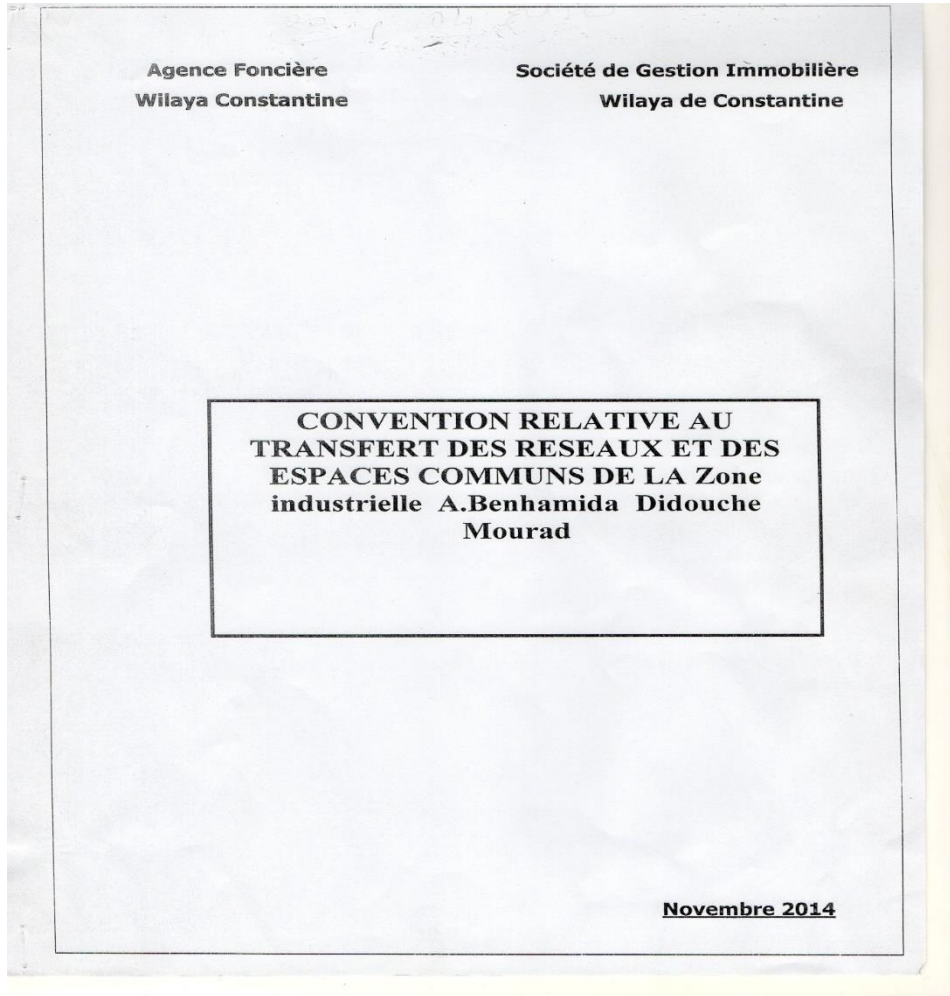 Agence Foncière
Wilaya Constantine
Société de Gestion Immobilière
Wilaya de Constantine
CONVENTION RELATIVE AU
TRANSFERT DES RESEAUX ET DES
ESPACES COMMUNS DE LA Zone
industrielle A.Benhamida Didouche
Mourad
Novembre 2014